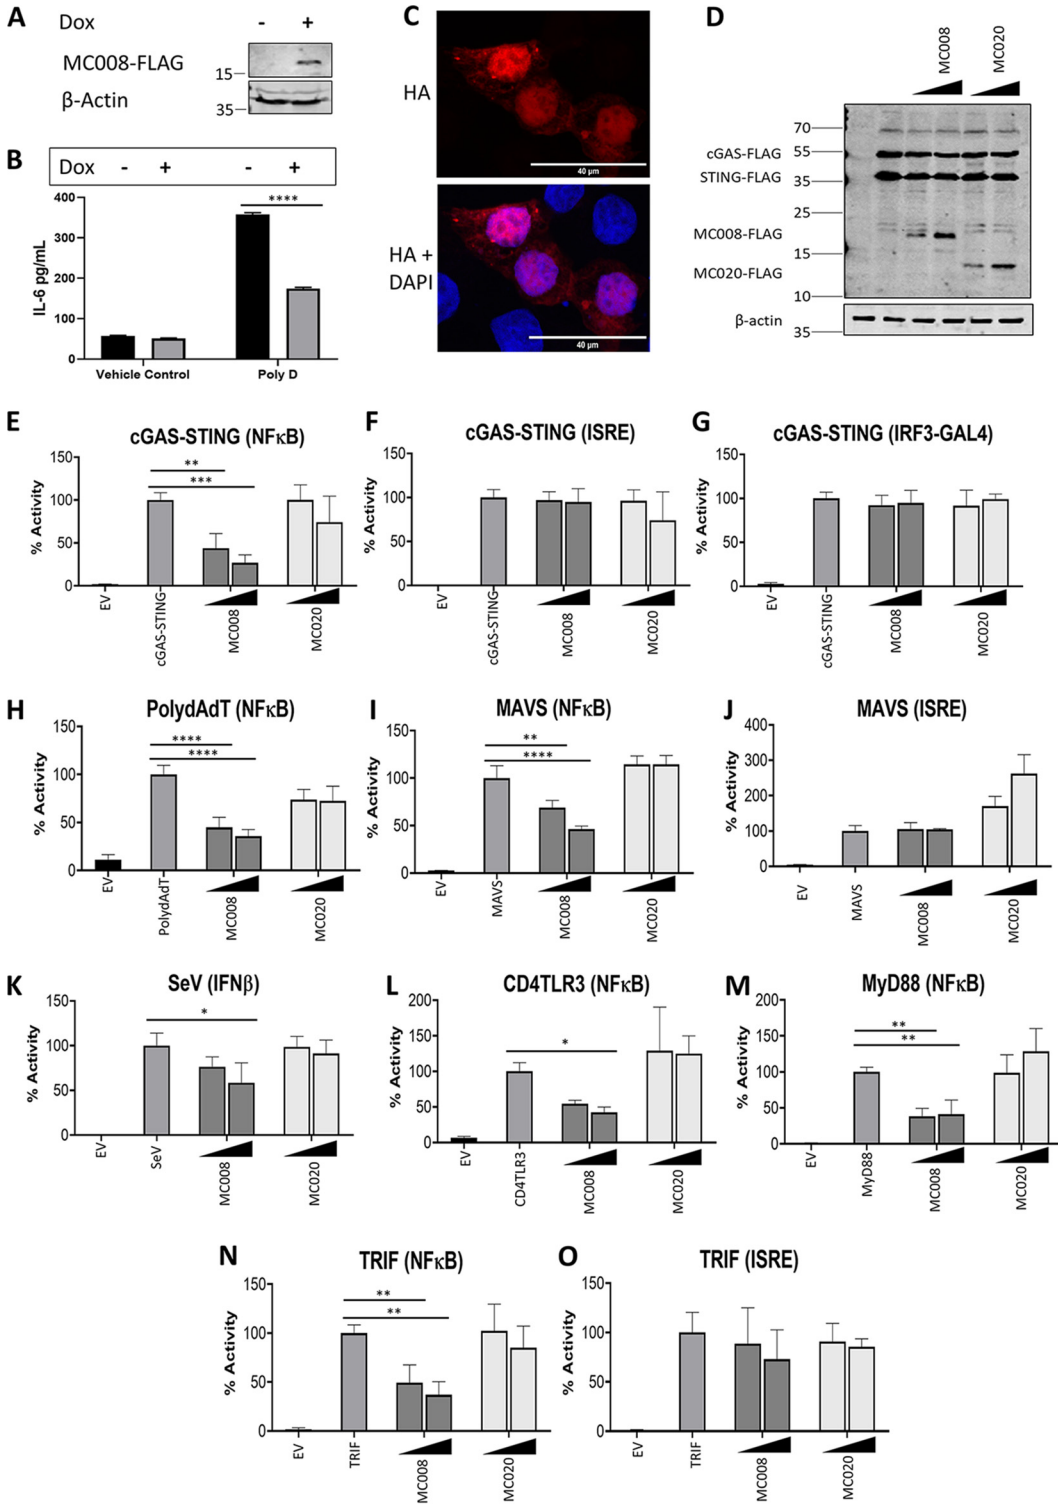 A
Dox - +
MC008-FLAG
15
β-Actin
35
B
Dox - + - +
400
300
200
100
0
IL-6 pg/mL
****
Vehicle Control Poly D
C
HA
40 µm
HA +
DAPI
40 µm
D
MC008 MC020
70
cGAS-FLAG 55
STING-FLAG 35
25
MC008-FLAG
15
MC020-FLAG
10
β-actin
35
E
cGAS-STING (NFκB)
% Activity
150
100
50
0
**
***
EV cGAS-STING MC008 MC020
F
cGAS-STING (ISRE)
% Activity
150
100
50
0
EV cGAS-STING MC008 MC020
G
cGAS-STING (IRF3-GAL4)
% Activity
150
100
50
0
EV cGAS-STING MC008 MC020
H
PolydAdT (NFκB)
% Activity
150
100
50
0
****
****
EV PolydAdT MC008 MC020
I
MAVS (NFκB)
% Activity
150
100
50
0
**
****
EV MAVS MC008 MC020
J
MAVS (ISRE)
% Activity
400
300
200
100
0
EV MAVS MC008 MC020
K
SeV (IFNβ)
% Activity
150
100
50
0
*
EV SeV MC008 MC020
L
CD4TLR3 (NFκB)
% Activity
200
150
100
50
0
*
EV CD4TLR3 MC008 MC020
M
MyD88 (NFκB)
% Activity
200
150
100
50
0
**
**
EV MyD88 MC008 MC020
N
TRIF (NFκB)
% Activity
150
100
50
0
**
**
EV TRIF MC008 MC020
O
TRIF (ISRE)
% Activity
150
100
50
0
EV TRIF MC008 MC020